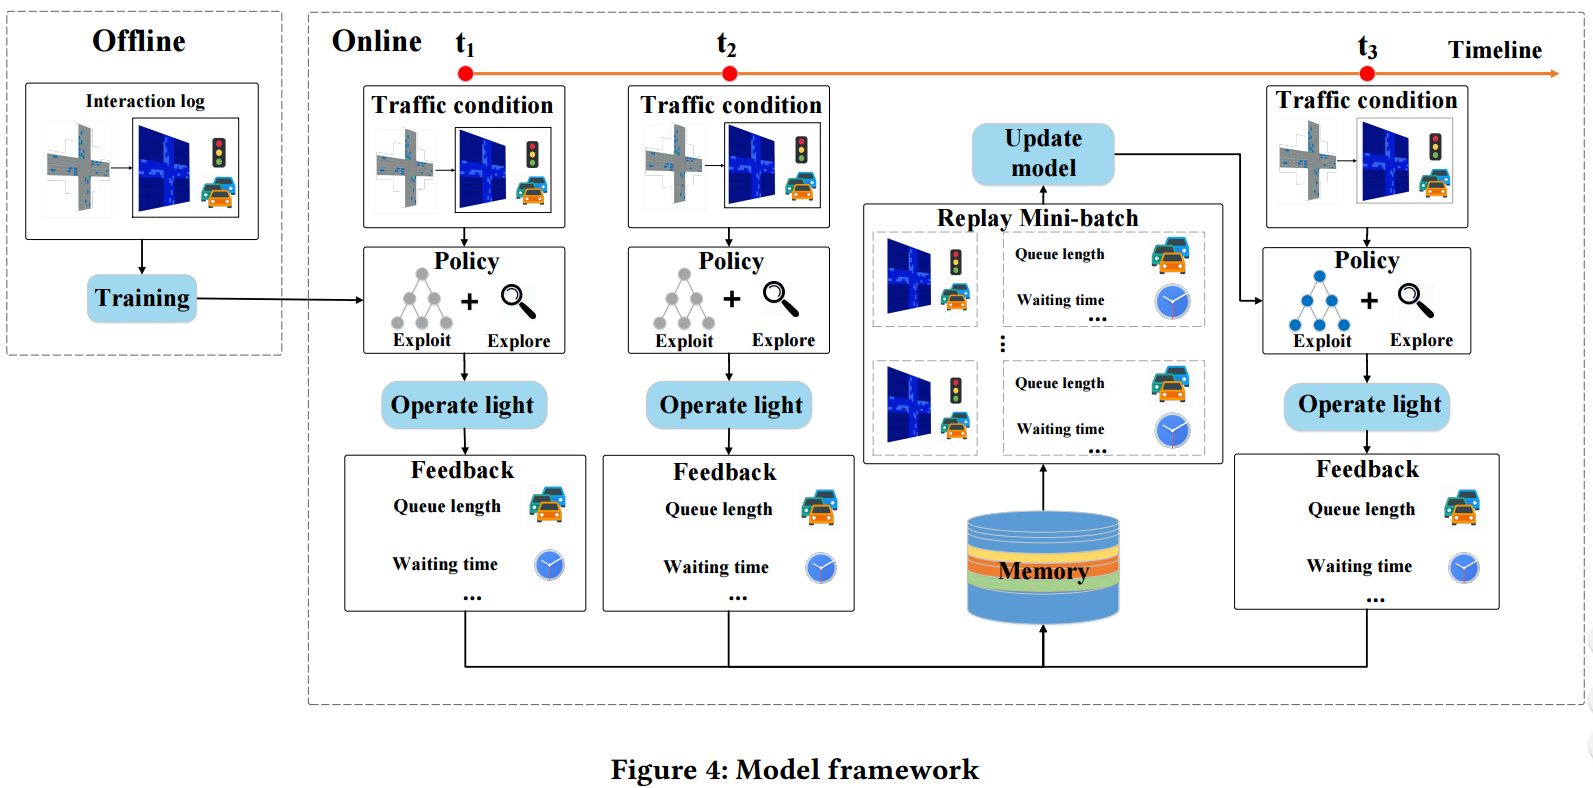 Offline
Interaction log
Training
Online
t1
t2
t3
Timeline
Traffic condition
Policy
+
Exploit
Explore
Operate light
Feedback
Queue length
Waiting time
...
Traffic condition
Policy
+
Exploit
Explore
Operate light
Feedback
Queue length
Waiting time
...
Update
model
Replay Mini-batch
Queue length
Waiting time
...
⋮
Queue length
Waiting time
...
Memory
Traffic condition
Policy
+
Exploit
Explore
Operate light
Feedback
Queue length
Waiting time
...
Figure 4: Model framework